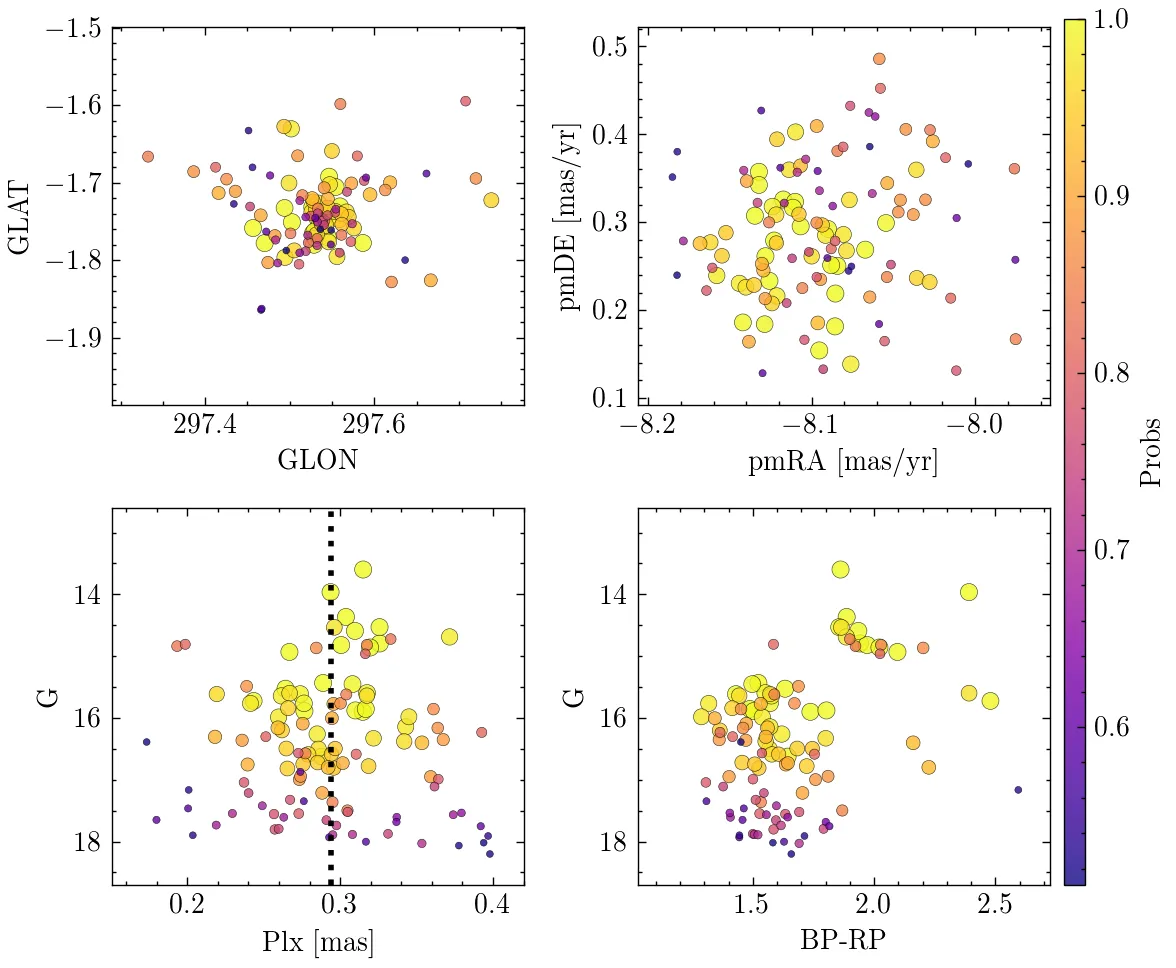 −1.5
−1.6
−1.7
−1.8
−1.9
GLAT
297.4 297.6
GLON
0.5
0.4
0.3
0.2
0.1
pmDE [mas/yr]
−8.2 −8.1 −8.0
pmRA [mas/yr]
14
16
18
G
0.2 0.3 0.4
Plx [mas]
14
16
18
G
1.5 2.0 2.5
BP-RP
1.0
0.9
0.8
0.7
0.6
Probs